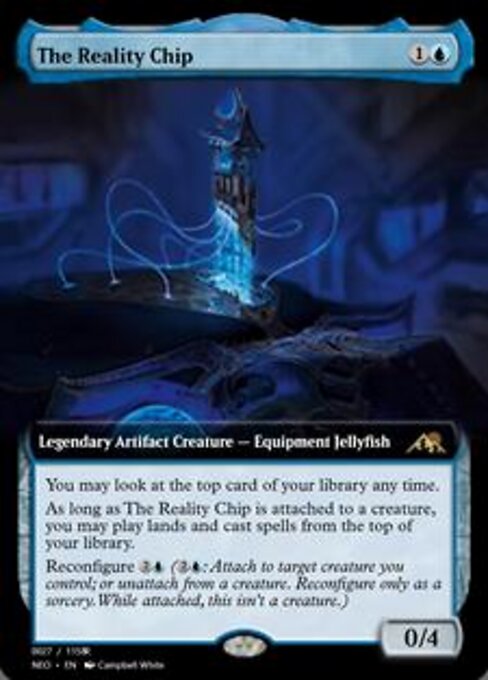 The Reality Chip 1
Legendary Artifact Creature — Equipment Jellyfish
You may look at the top card of your library any time.
As long as The Reality Chip is attached to a creature,
you may play lands and cast spells from the top of
your library.
Reconfigure 2 (2: Attach to target creature you
control; or unattach from a creature. Reconfigure only as a
sorcery. While attached, this isn't a creature.)
0/4
NEO • EN Campbell White